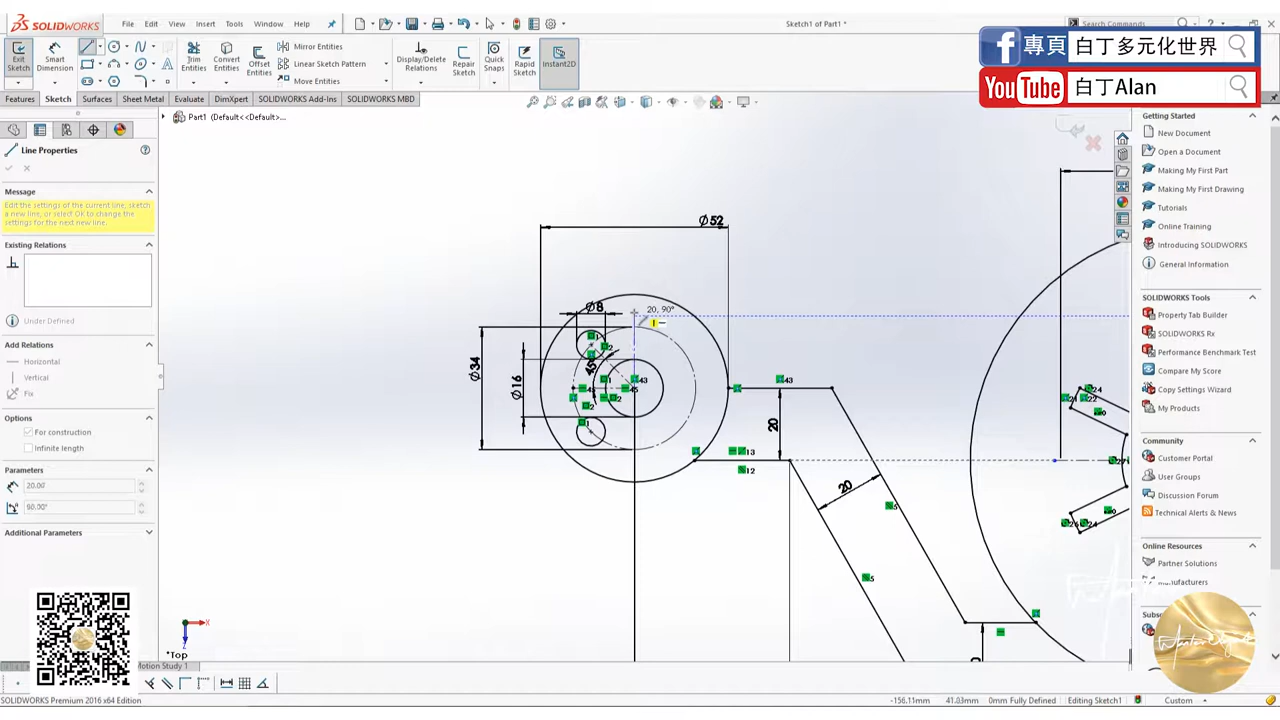 SOLIDWORKS
File Edit View Insert Tools Window Help
Sketch1 of Part1 *
Search Commands
Exit Sketch
Smart Dimension
Trim Entities
Convert Entities
Offset Entities
Mirror Entities
Linear Sketch Pattern
Move Entities
Display/Delete Relations
Repair Sketch
Quick Snaps
Rapid Sketch
Instant2D
專頁 白丁多元化世界
YouTube 白丁Alan
Features Sketch Surfaces Sheet Metal Evaluate DimXpert SOLIDWORKS Add-Ins SOLIDWORKS MBD
Part1 (Default<<Default>...
Line Properties
Message
Edit the settings of the current line, sketch
a new line, or select OK to change the
settings for the next new line.
Existing Relations
Under Defined
Add Relations
Horizontal
Vertical
Fix
Options
For construction
Infinite length
Parameters
20.00
90.00°
Additional Parameters
Ø52
20, 90°
Ø8
Ø34
Ø16
45°
20
20
*Top
Motion Study 1
Getting Started
New Document
Open a Document
Making My First Part
Making My First Drawing
Tutorials
Online Training
Introducing SOLIDWORKS
General Information
SOLIDWORKS Tools
Property Tab Builder
SOLIDWORKS Rx
Performance Benchmark Test
Compare My Score
Copy Settings Wizard
My Products
Community
Customer Portal
User Groups
Discussion Forum
Technical Alerts & News
Online Resources
Partner Solutions
Manufacturers
SOLIDWORKS Premium 2016 x64 Edition
-156.11mm 41.03mm 0mm Fully Defined Editing Sketch1 Custom